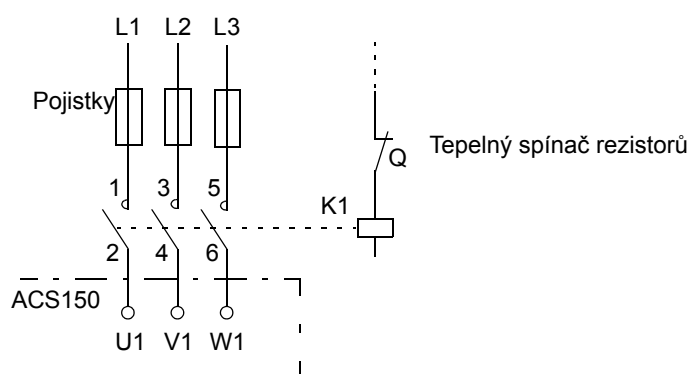 L1 L2 L3
Pojistky
Q Tepelný spínač rezistorů
1 3 5 K1
2 4 6
ACS150
U1 V1 W1